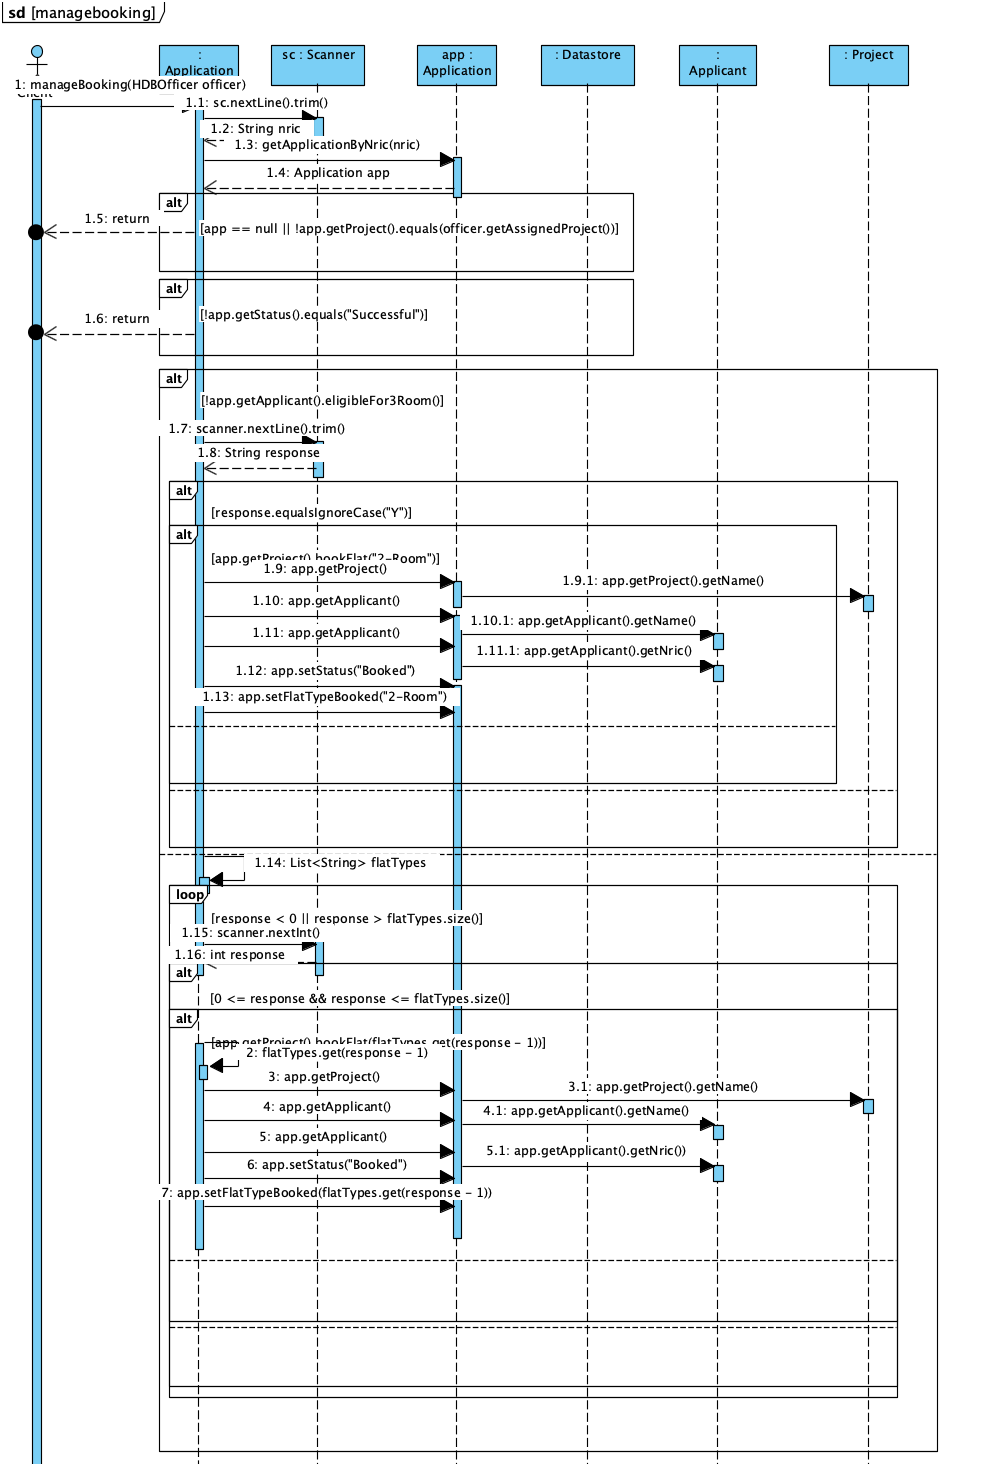 sd [managebooking]
:
Application
sc : Scanner
app :
Application
: Datastore
:
Applicant
: Project
1: manageBooking(HDBOfficer officer)
Client
1.1: sc.nextLine().trim()
1.2: String nric
1.3: getApplicationByNric(nric)
1.4: Application app
alt
1.5: return
[app == null || !app.getProject().equals(officer.getAssignedProject())]
alt
1.6: return
[!app.getStatus().equals("Successful")]
alt
[!app.getApplicant().eligibleFor3Room()]
1.7: scanner.nextLine().trim()
1.8: String response
alt
[response.equalsIgnoreCase("Y")]
alt
[app.getProject().bookFlat("2-Room")]
1.9: app.getProject()
1.9.1: app.getProject().getName()
1.10: app.getApplicant()
1.10.1: app.getApplicant().getName()
1.11: app.getApplicant()
1.11.1: app.getApplicant().getNric()
1.12: app.setStatus("Booked")
1.13: app.setFlatTypeBooked("2-Room")
1.14: List<String> flatTypes
loop
[response < 0 || response > flatTypes.size()]
1.15: scanner.nextInt()
1.16: int response
alt
[0 <= response && response <= flatTypes.size()]
alt
[app.getProject().bookFlat(flatTypes.get(response - 1))]
2: flatTypes.get(response - 1)
3: app.getProject()
3.1: app.getProject().getName()
4: app.getApplicant()
4.1: app.getApplicant().getName()
5: app.getApplicant()
5.1: app.getApplicant().getNric())
6: app.setStatus("Booked")
7: app.setFlatTypeBooked(flatTypes.get(response - 1))